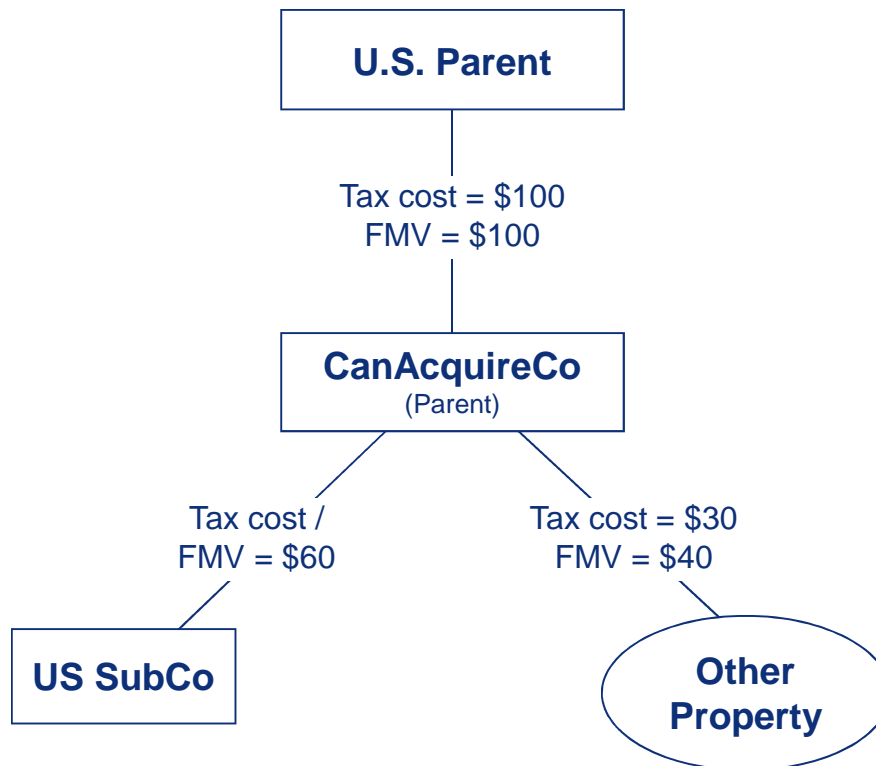 U.S. Parent
Tax cost = $100
FMV = $100
CanAcquireCo
(Parent)
Tax cost /
FMV = $60
Tax cost = $30
FMV = $40
US SubCo
Other
Property